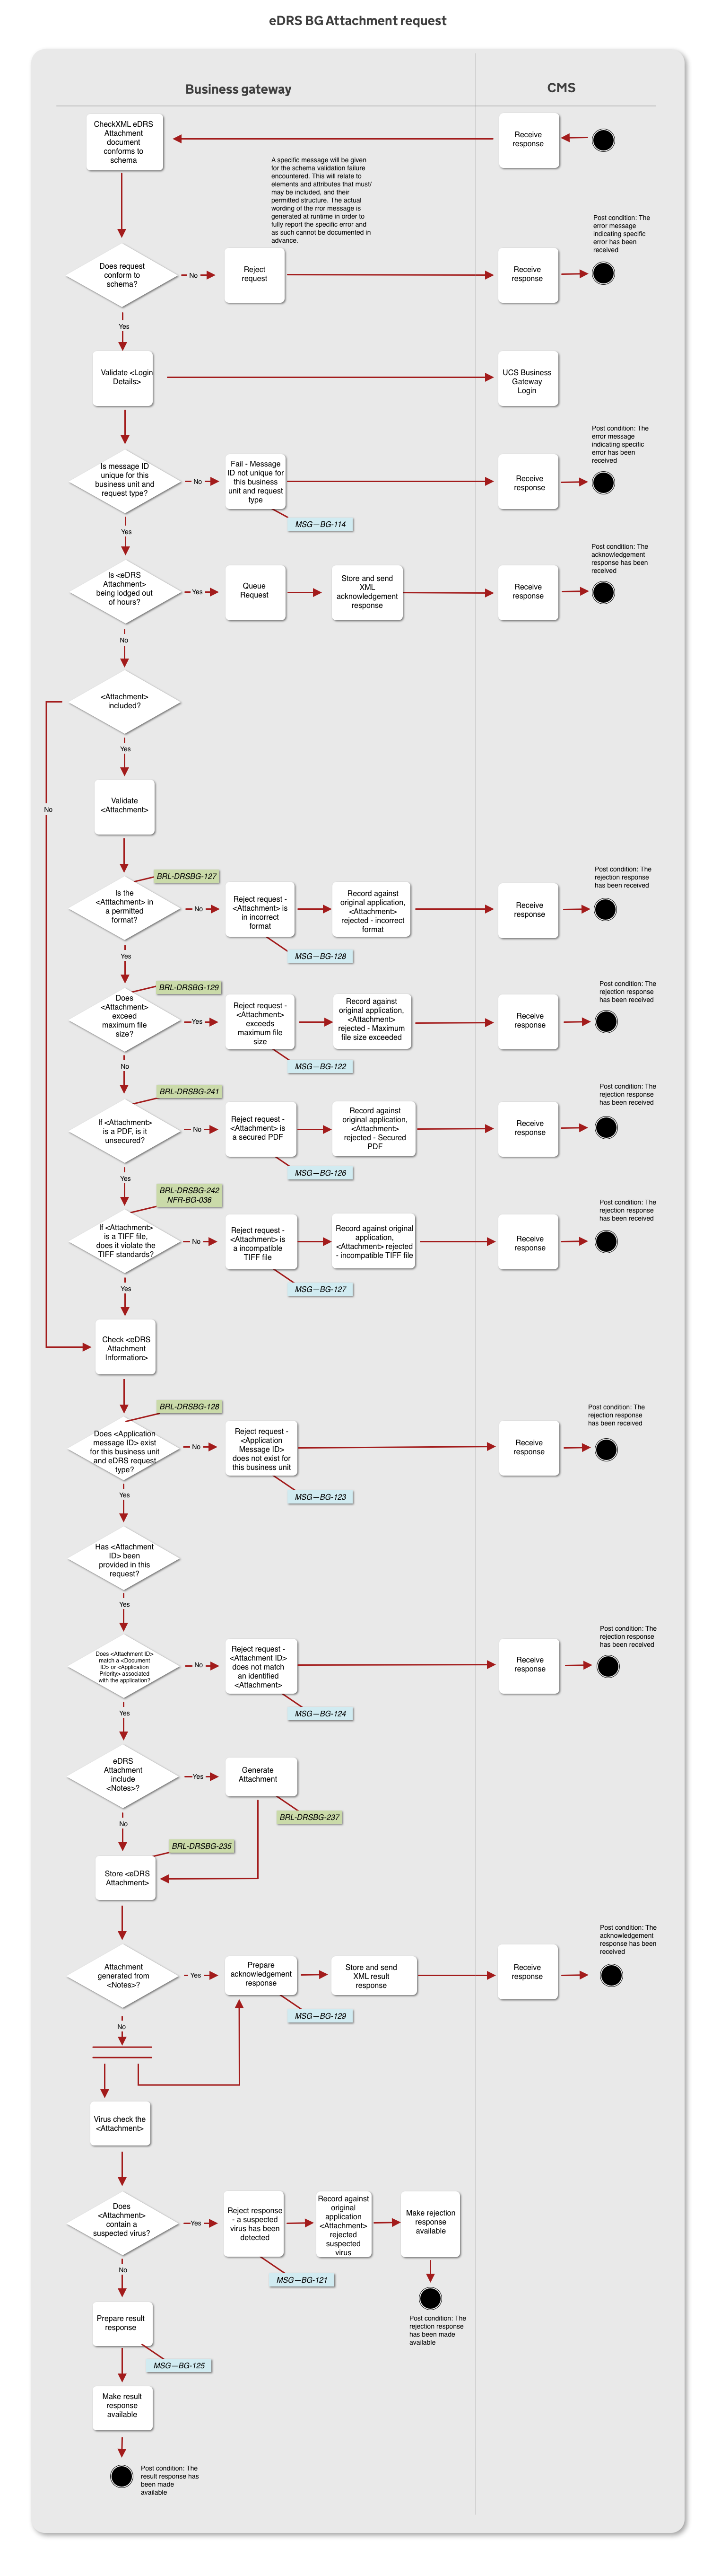 eDRS BG Attachment request
Business gateway
CMS
CheckXML eDRS
Attachment
document
conforms to
schema
Receive
response
A specific message will be given
for the schema validation failure
encountered. This will relate to
elements and attributes that must/
may be included, and their
permitted structure. The actual
wording of the rror message is
generated at runtime in order to
fully report the specific error and
as such cannot be documented in
advance.
Post condition: The
error message
indicating specific
error has been
received
Does request
conform to
schema?
No
Reject
request
Receive
response
Yes
Validate <Login
Details>
UCS Business
Gateway
Login
Post condition: The
error message
indicating specific
error has been
received
Is message ID
unique for this
business unit and
request type?
No
Fail - Message
ID not unique for
this business
unit and request
type
Receive
response
MSG—BG-114
Yes
Post condition: The
acknowledgement
response has been
received
Is <eDRS
Attachment>
being lodged out
of hours?
Yes
Queue
Request
Store and send
XML
acknowledgement
response
Receive
response
No
<Attachment>
included?
Yes
No
Validate
<Attachment>
BRL-DRSBG-127
Post condition: The
rejection response
has been received
Is the
<Atttachment> in
a permitted
format?
No
Reject request -
<Attachment> is
in incorrect
format
Record against
original application,
<Attachment>
rejected - incorrect
format
Receive
response
MSG—BG-128
Yes
BRL-DRSBG-129
Post condition: The
rejection response
has been received
Does
<Attachment>
exceed
maximum file
size?
Yes
Reject request -
<Attachment>
exceeds
maximum file
size
Record against
original application,
<Attachment>
rejected - Maximum
file size exceeded
Receive
response
MSG—BG-122
No
BRL-DRSBG-241
Post condition: The
rejection response
has been received
If <Attachment>
is a PDF, is it
unsecured?
No
Reject request -
<Attachment> is
a secured PDF
Record against
original application,
<Attachment>
rejected - Secured
PDF
Receive
response
MSG—BG-126
Yes
BRL-DRSBG-242
NFR-BG-036
Post condition: The
rejection response
has been received
If <Attachment>
is a TIFF file,
does it violate the
TIFF standards?
No
Reject request -
<Attachment> is
a incompatible
TIFF file
Record against original
application,
<Attachment> rejected
- incompatible TIFF file
Receive
response
MSG—BG-127
Yes
Check <eDRS
Attachment
Information>
BRL-DRSBG-128
Post condition: The
rejection response
has been received
Does <Application
message ID> exist
for this business unit
and eDRS request
type?
No
Reject request -
<Application
Message ID>
does not exist for
this business unit
Receive
response
MSG—BG-123
Yes
Has <Attachment
ID> been
provided in this
request?
Yes
Post condition: The
rejection response
has been received
Does <Attachment ID>
match a <Document
ID> or <Application
Priority> associated
with the application?
No
Reject request -
<Attachment ID>
does not match
an identified
<Attachment>
Receive
response
MSG—BG-124
Yes
eDRS
Attachment
include
<Notes>?
Yes
Generate
Attachment
BRL-DRSBG-237
No
BRL-DRSBG-235
Store <eDRS
Attachment>
Post condition: The
acknowledgement
response has been
received
Attachment
generated from
<Notes>?
Yes
Prepare
acknowledgement
response
Store and send
XML result
response
Receive
response
MSG—BG-129
No
Virus check the
<Attachment>
Does
<Attachment>
contain a
suspected virus?
Yes
Reject response
- a suspected
virus has been
detected
Record against
original
application
<Attachment>
rejected
suspected
virus
Make rejection
response
available
MSG—BG-121
No
Post condition: The
rejection response
has been made
available
Prepare result
response
MSG—BG-125
Make result
response
available
Post condition: The
result response has
been made
available